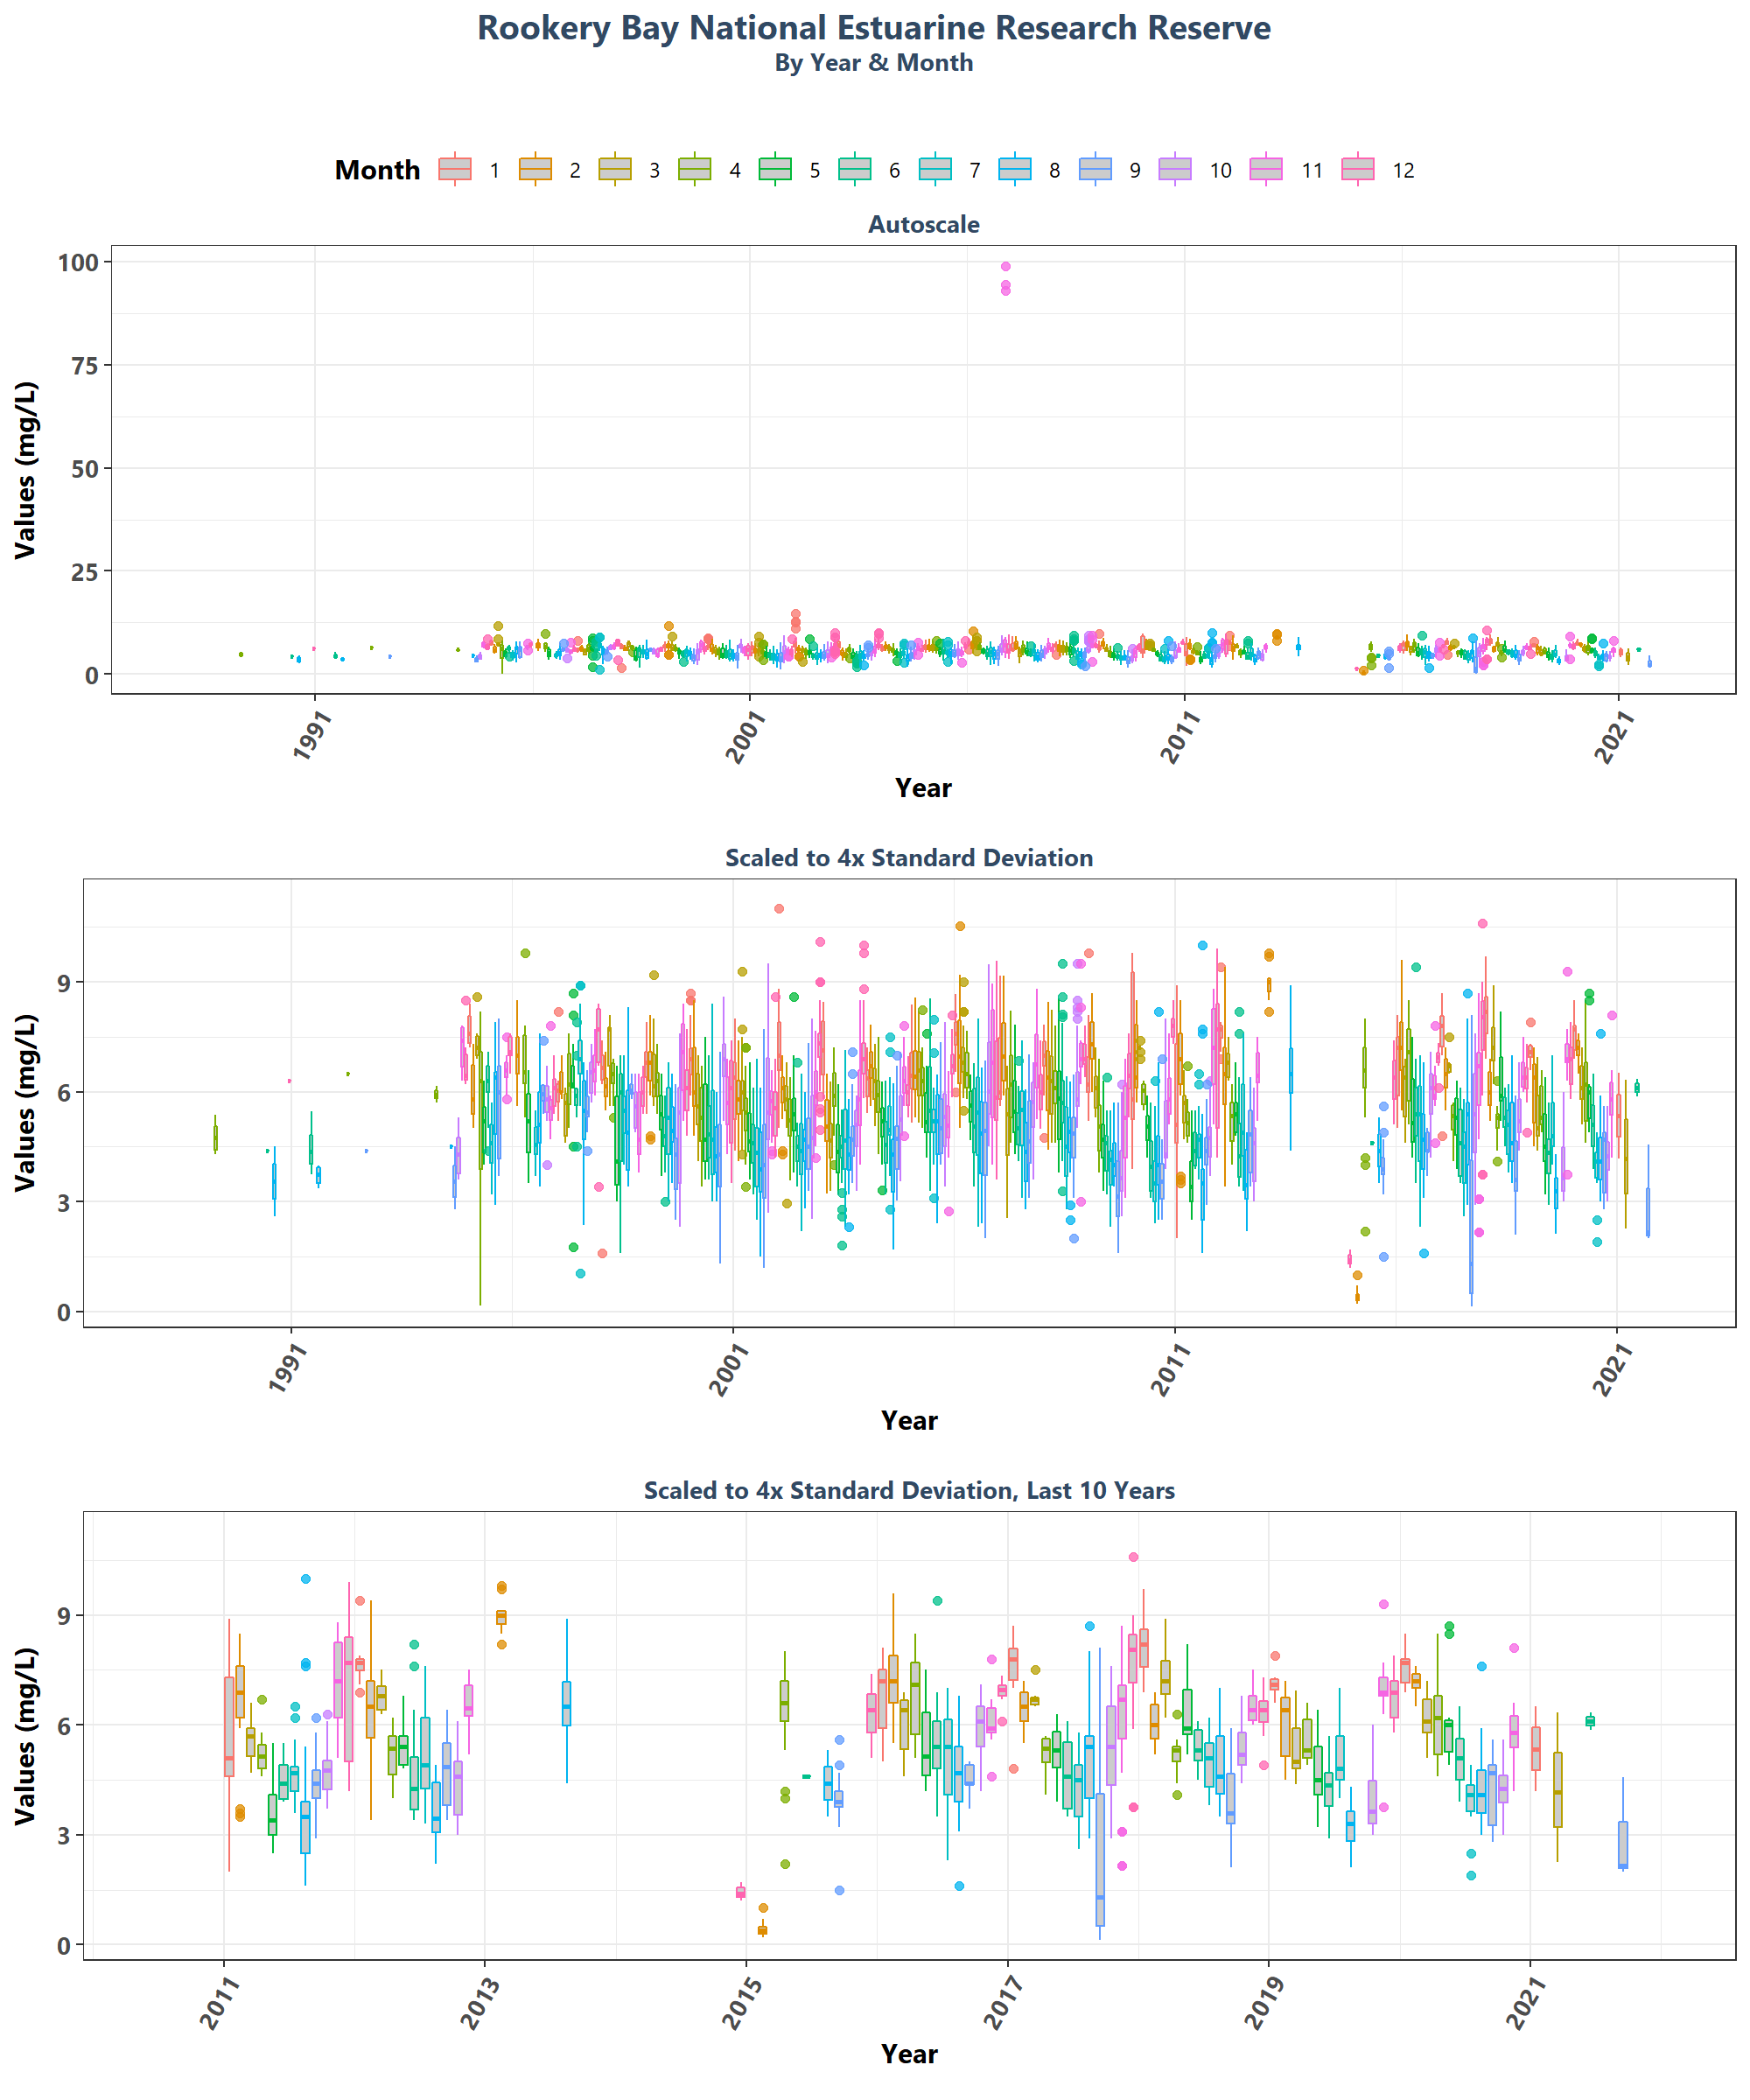 Rookery Bay National Estuarine Research Reserve
By Year & Month
Month 1 2 3 4 5 6 7 8 9 10 11 12
Autoscale
Values (mg/L)
100
75
50
25
0
1991 2001 2011 2021
Year
Scaled to 4x Standard Deviation
Values (mg/L)
9
6
3
0
1991 2001 2011 2021
Year
Scaled to 4x Standard Deviation, Last 10 Years
Values (mg/L)
9
6
3
0
2011 2013 2015 2017 2019 2021
Year